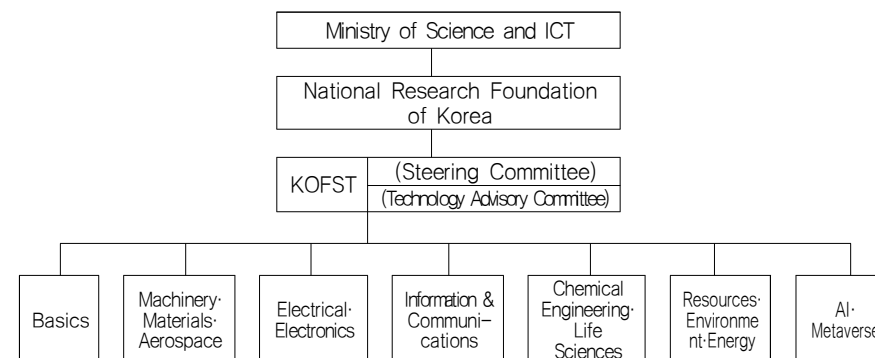 Ministry of Science and ICT
National Research Foundation
of Korea
KOFST
(Steering Committee)
(Technology Advisory Committee)
Basics
Machinery·
Materials·
Aerospace
Electrical·
Electronics
Information &
Communi-
cations
Chemical
Engineering·
Life
Sciences
Resources·
Environme
nt·Energy
AI·
Metaverse